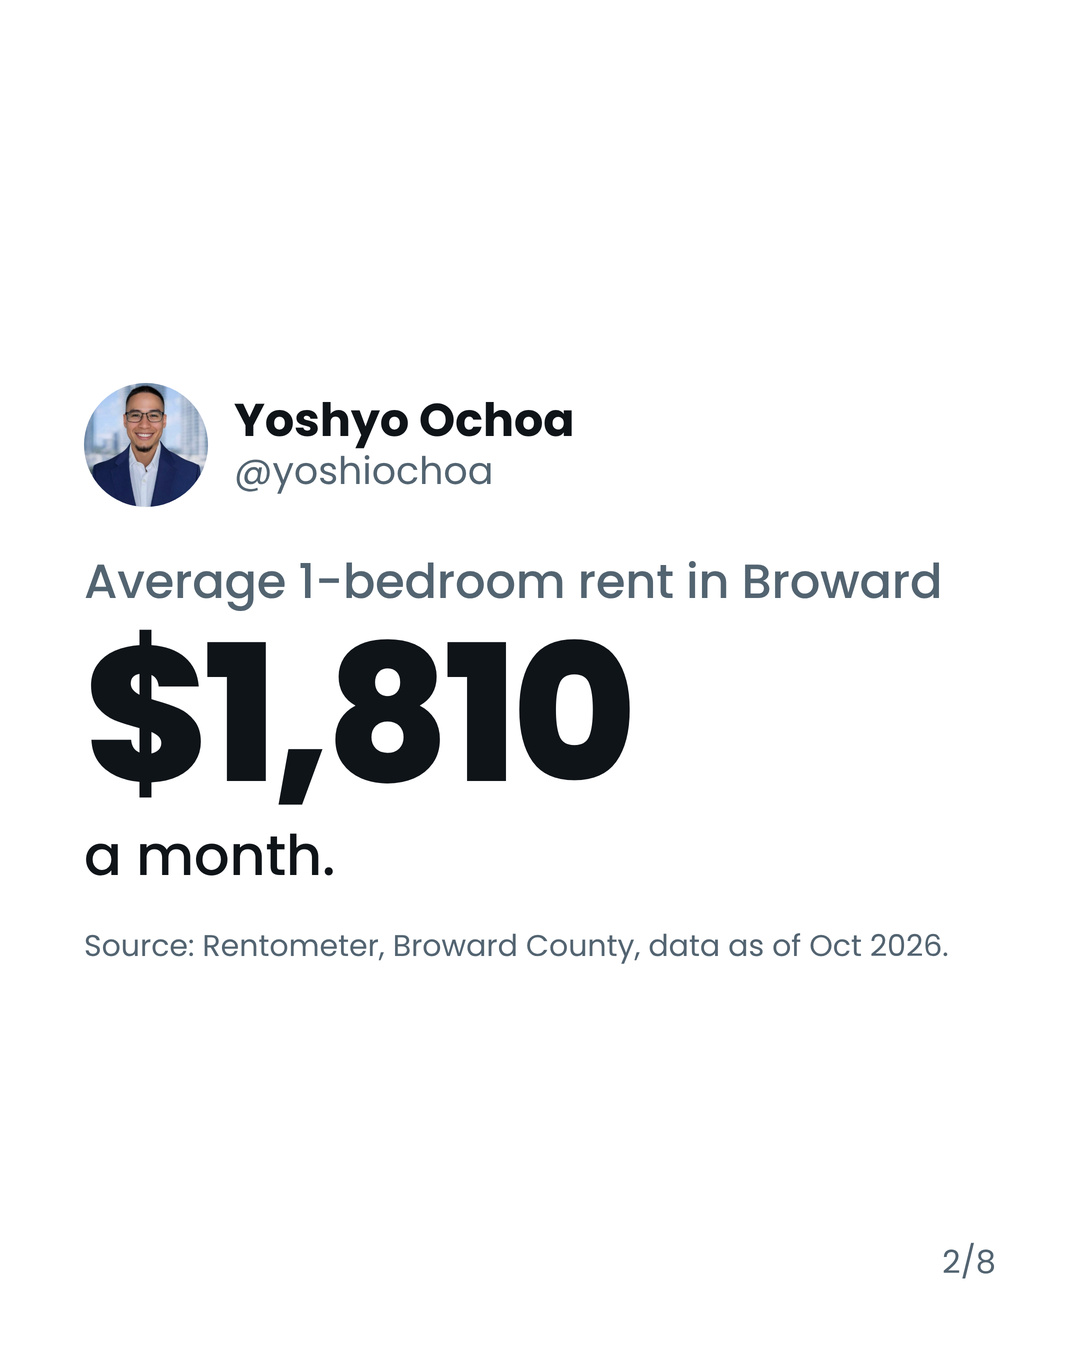 Yoshyo Ochoa
@yoshiochoa
Average 1-bedroom rent in Broward
$1,810
a month.
Source: Rentometer, Broward County, data as of Oct 2026.
2/8